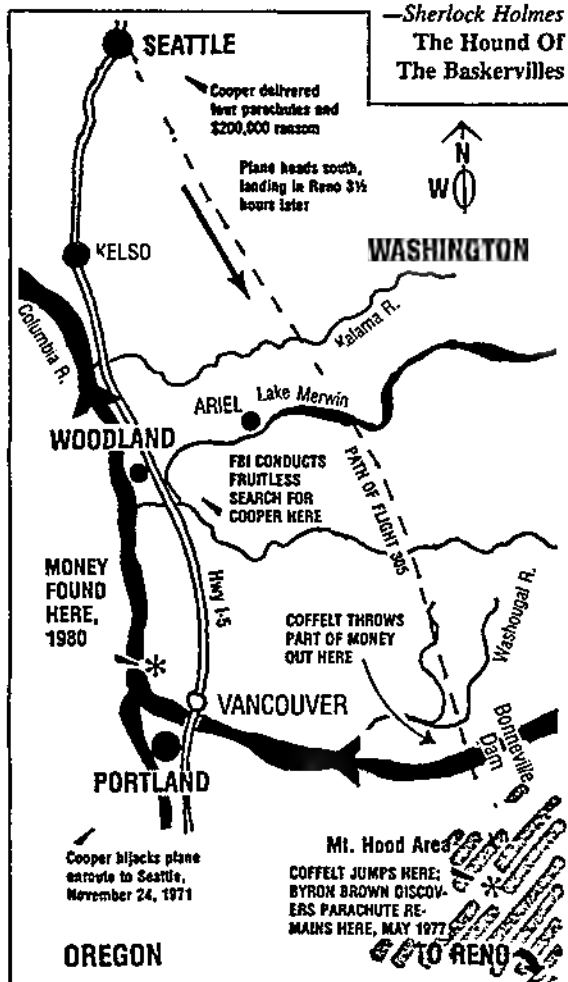 —Sherlock Holmes
The Hound Of
The Baskervilles
SEATTLE
Cooper delivered
four parachutes and
$200,000 ransom
Plane heads south,
landing in Reno 3½
hours later
N
W
KELSO
WASHINGTON
Columbia R.
Kalama R.
ARIEL
Lake Merwin
WOODLAND
FBI CONDUCTS
FRUITLESS
SEARCH FOR
COOPER HERE
PATH OF FLIGHT 305
MONEY
FOUND
HERE,
1980
Hwy I-5
COFFELT THROWS
PART OF MONEY
OUT HERE
Washougal R.
VANCOUVER
Bonneville
Dam
PORTLAND
Cooper hijacks plane
enroute to Seattle,
November 24, 1971
Mt. Hood Area
COFFELT JUMPS HERE;
BYRON BROWN DISCOV-
ERS PARACHUTE RE-
MAINS HERE, MAY 1977
OREGON
TO RENO